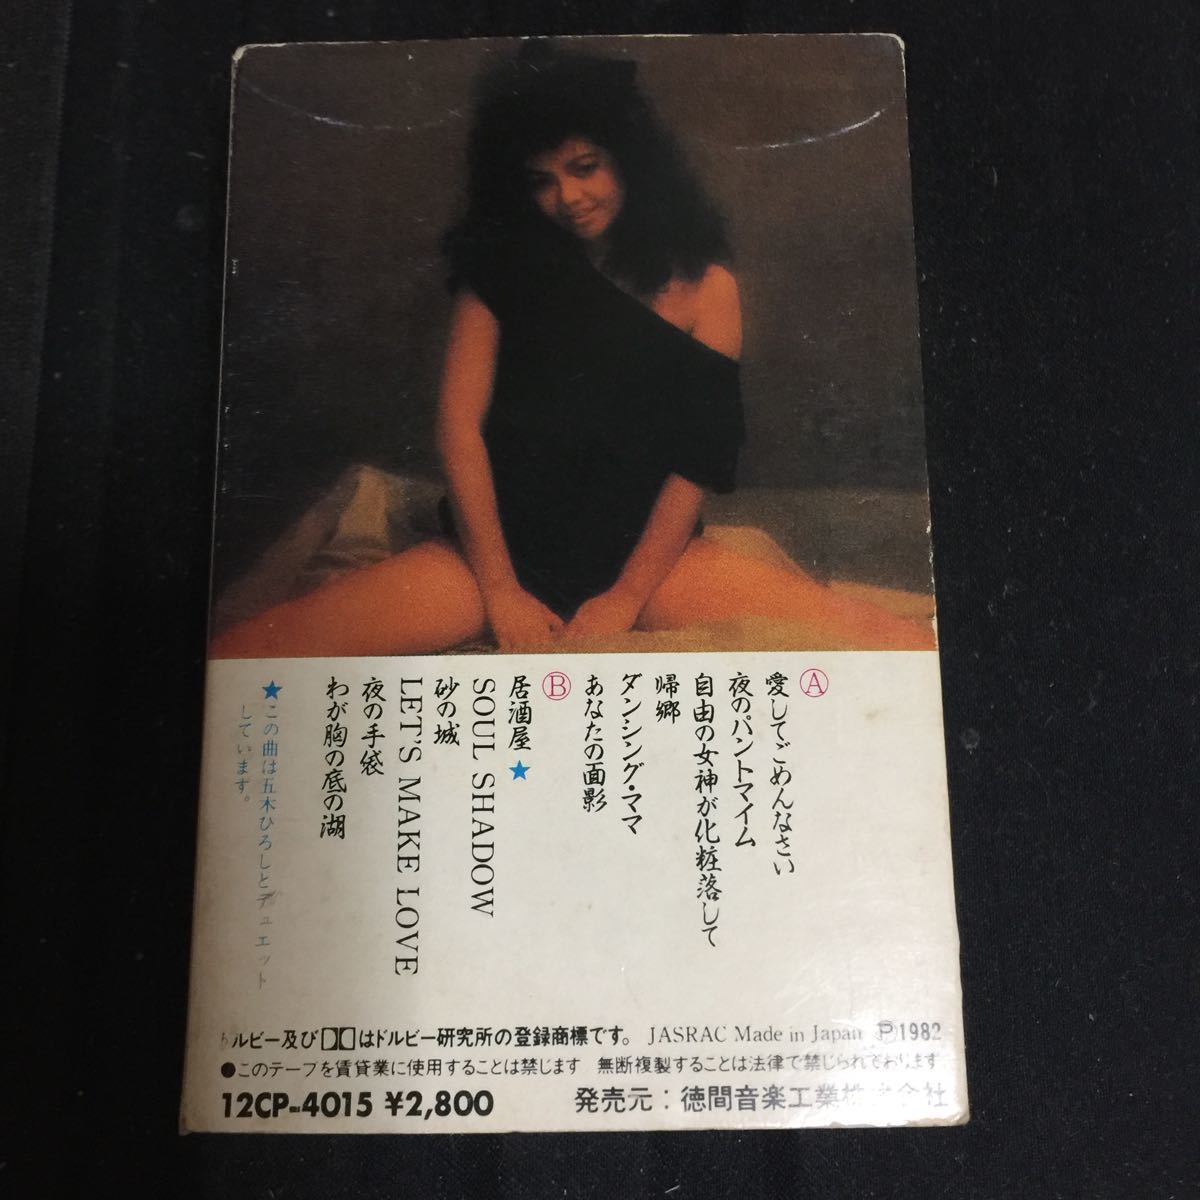 Ⓐ
愛してごめんなさい
夜のパントマイム
自由の女神が化粧落して
帰郷
ダンシング・ママ
あなたの面影
Ⓑ
居酒屋★
SOUL SHADOW
砂の城
LET'S MAKE LOVE
夜の手袋
わが胸の底の湖
★この曲は五木ひろしとデュエット
しています。
ドルビー及びはドルビー研究所の登録商標です。 JASRAC Made in Japan Ⓟ1982
●このテープを賃貸業に使用することは禁じます 無断複製することは法律で禁じられております
12CP-4015 ¥2,800 発売元：徳間音楽工業株式会社